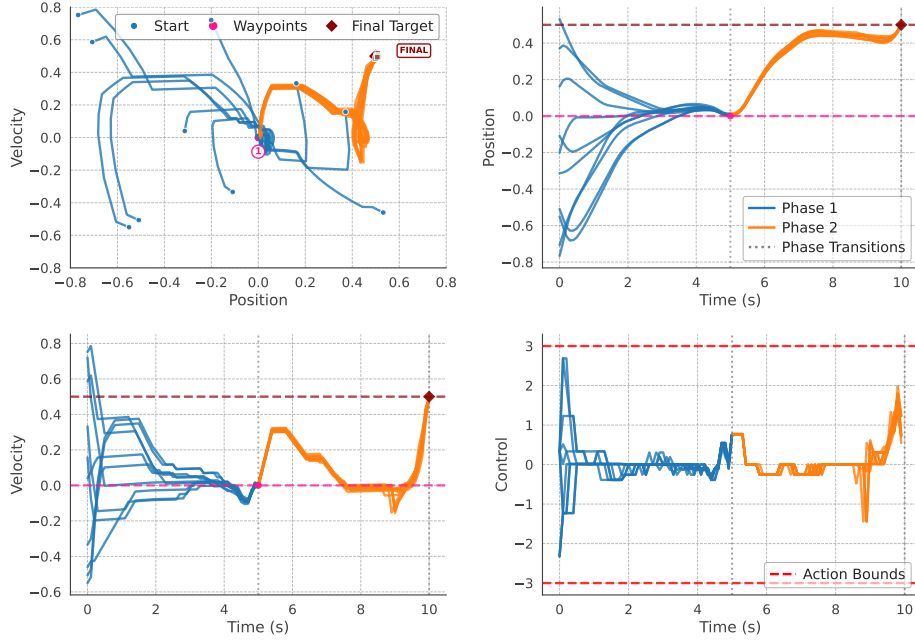 Start
Waypoints
Final Target
FINAL
1
0.8
0.6
0.4
0.2
0.0
−0.2
−0.4
−0.6
−0.8
Velocity
−0.8 −0.6 −0.4 −0.2 0.0 0.2 0.4 0.6 0.8
Position
0.4
0.2
0.0
−0.2
−0.4
−0.6
−0.8
Position
Phase 1
Phase 2
Phase Transitions
0 2 4 6 8 10
Time (s)
0.8
0.6
0.4
0.2
0.0
−0.2
−0.4
−0.6
Velocity
0 2 4 6 8 10
Time (s)
3
2
1
0
−1
−2
−3
Control
Action Bounds
0 2 4 6 8 10
Time (s)